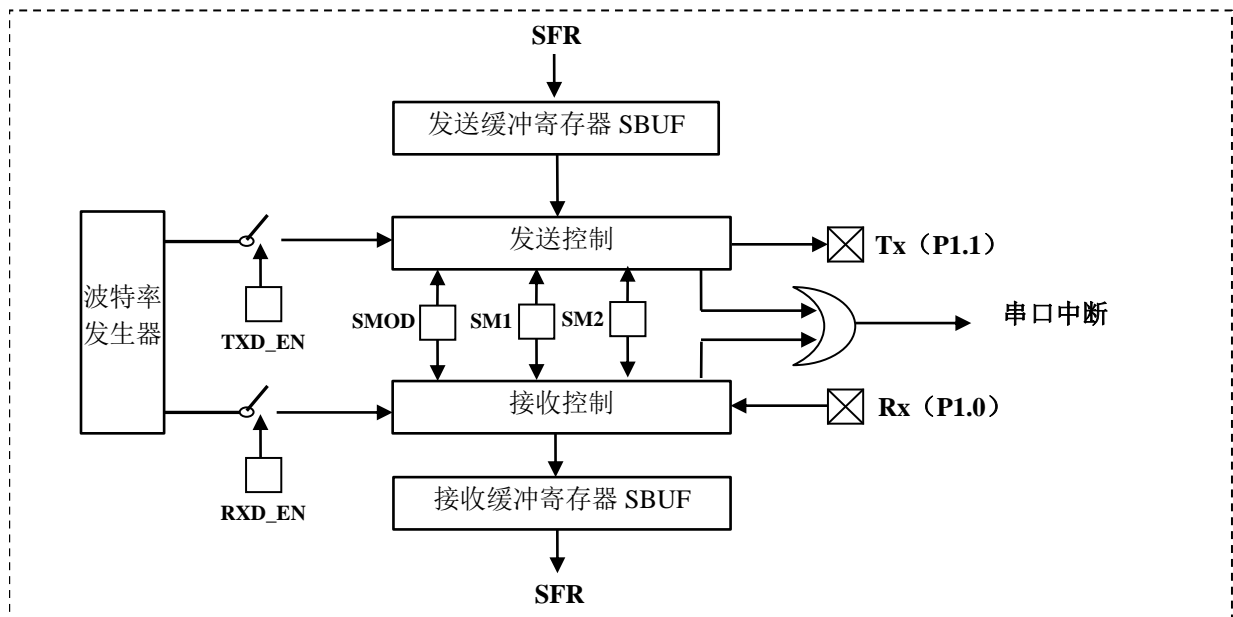 SFR
发送缓冲寄存器 SBUF
发送控制
Tx（P1.1）
波特率
发生器
TXD_EN
SMOD
SM1
SM2
串口中断
接收控制
Rx（P1.0）
RXD_EN
接收缓冲寄存器 SBUF
SFR